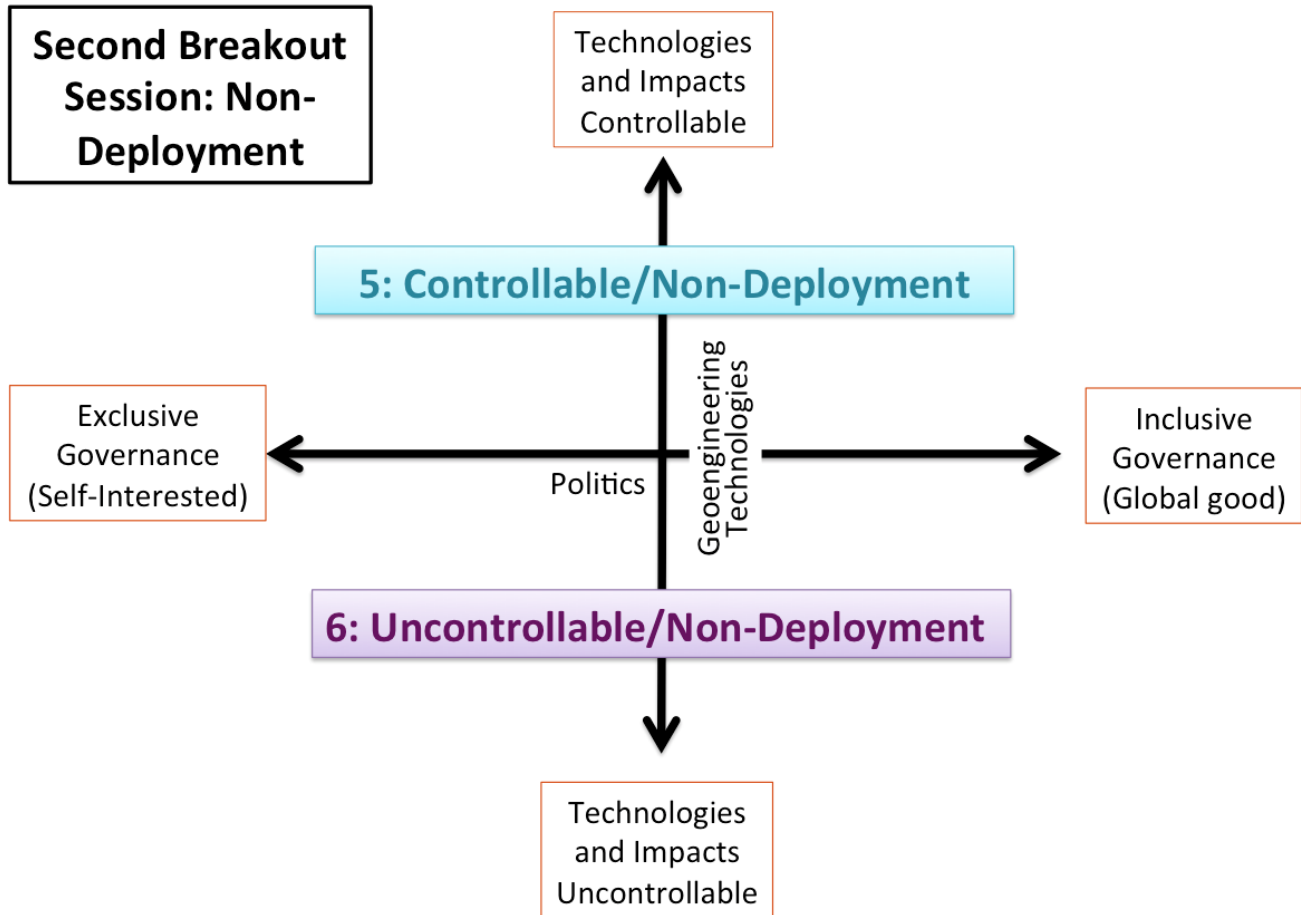 Second Breakout
Session: Non-
Deployment
Technologies
and Impacts
Controllable
5: Controllable/Non-Deployment
Geoengineering
Technologies
Exclusive
Governance
(Self-Interested)
Politics
Inclusive
Governance
(Global good)
6: Uncontrollable/Non-Deployment
Technologies
and Impacts
Uncontrollable